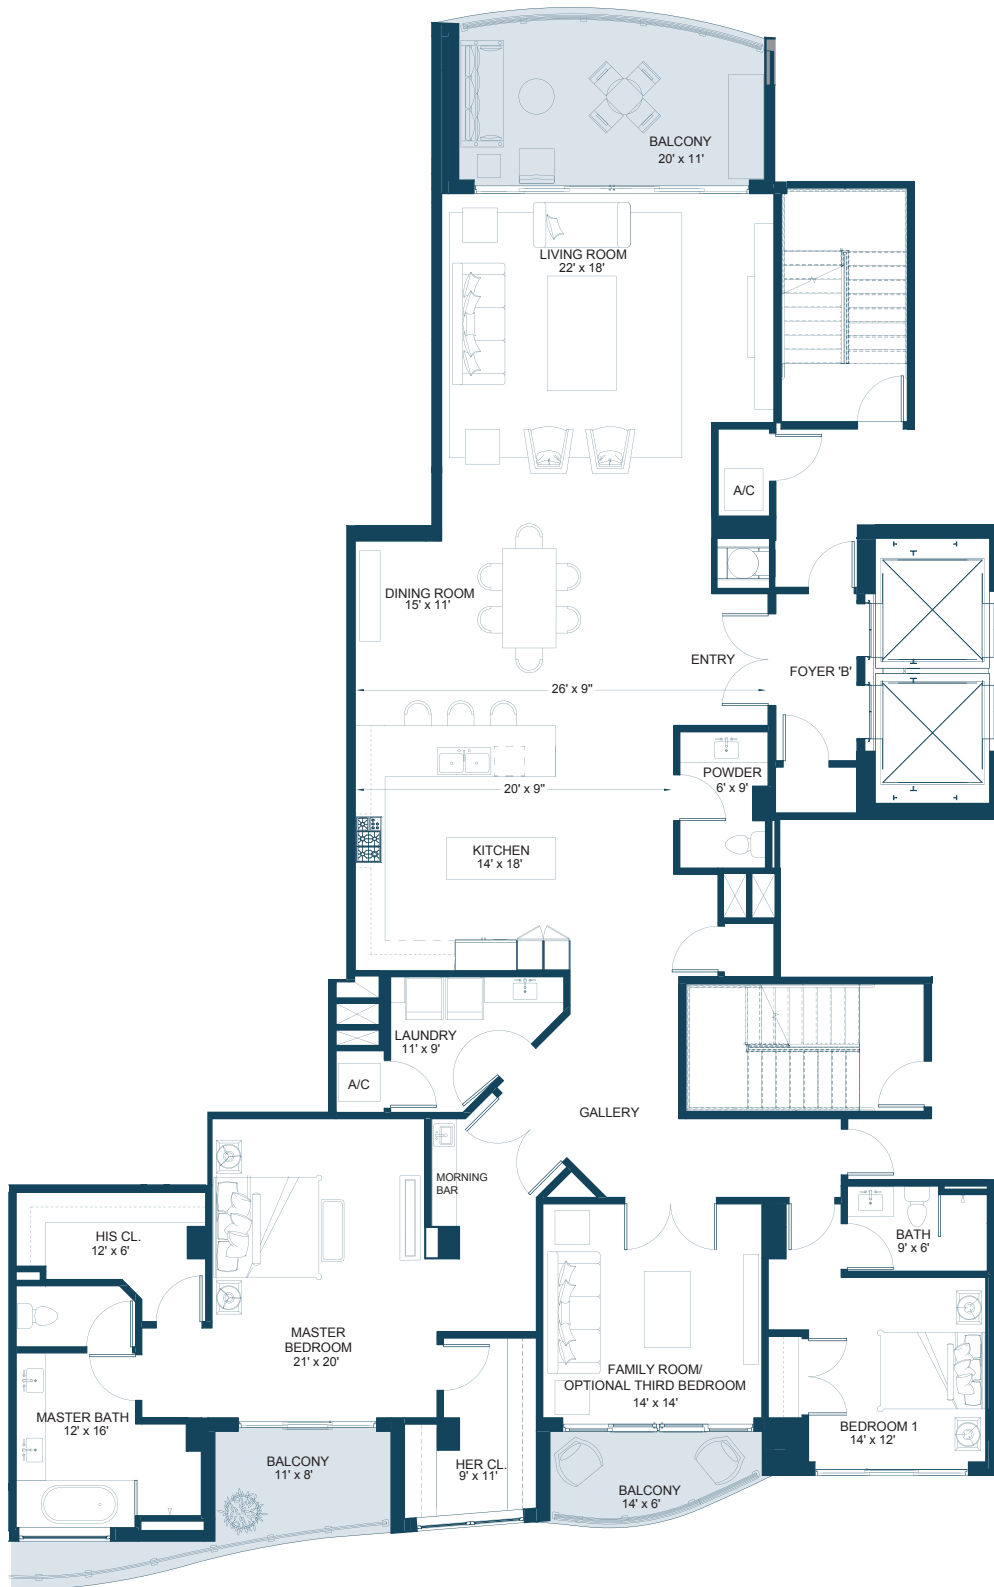 BALCONY
20' x 11'
LIVING ROOM
22' x 18'
A/C
DINING ROOM
15' x 11'
ENTRY
FOYER 'B'
26' x 9"
POWDER
6' x 9'
20' x 9"
KITCHEN
14' x 18'
LAUNDRY
11' x 9'
A/C
GALLERY
MORNING
BAR
HIS CL.
12' x 6'
BATH
9' x 6'
MASTER
BEDROOM
21' x 20'
FAMILY ROOM/
OPTIONAL THIRD BEDROOM
14' x 14'
MASTER BATH
12' x 16'
BEDROOM 1
14' x 12'
BALCONY
11' x 8'
HER CL.
9' x 11'
BALCONY
14' x 6'